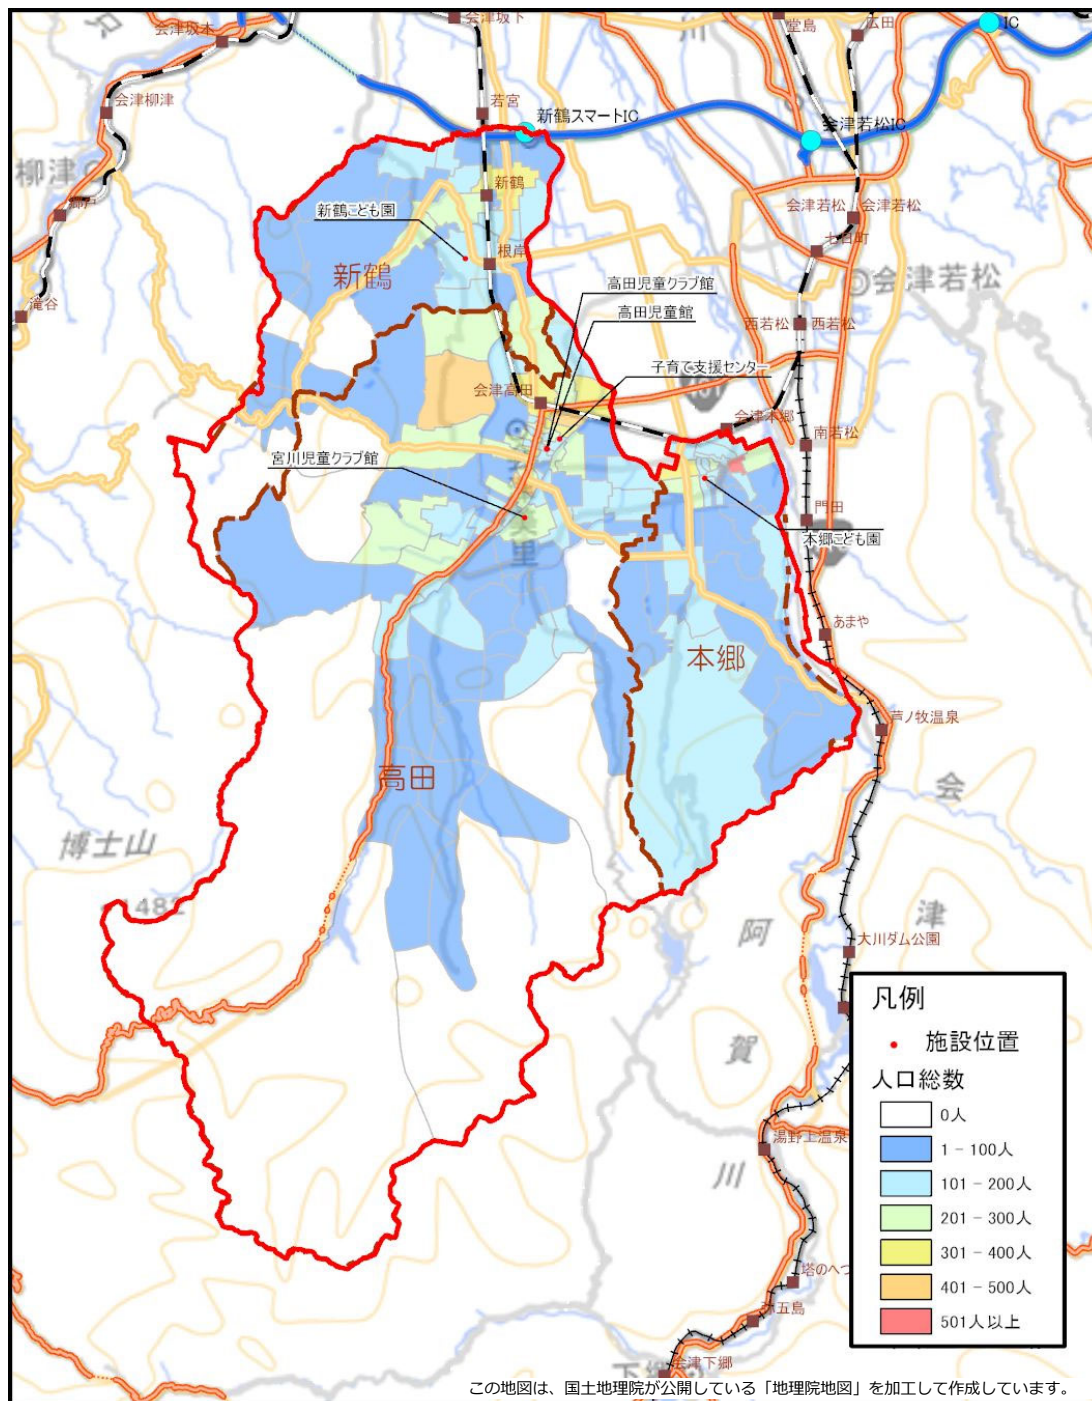 会津坂下
会津坂本
堂島
広田
IC
川
会津柳津
若宮
新鶴スマートIC
会津若松IC
柳津
新鶴
会津若松
会津若松
新鶴こども園
七日町
根岸
新鶴
高田児童クラブ館
会津若松
滝谷
高田児童館
西若松
西若松
子育て支援センター
会津高田
会津本郷
南若松
宮川児童クラブ館
門田
本郷こども園
里
あまや
本郷
芦ノ牧温泉
高田
会
博士山
1482
津
阿
大川ダム公園
賀
川
湯野上温泉
塔のへつ
弥五島
会津下郷
凡例
施設位置
人口総数
0人
1 - 100人
101 - 200人
201 - 300人
301 - 400人
401 - 500人
501人以上
この地図は、国土地理院が公開している「地理院地図」を加工して作成しています。